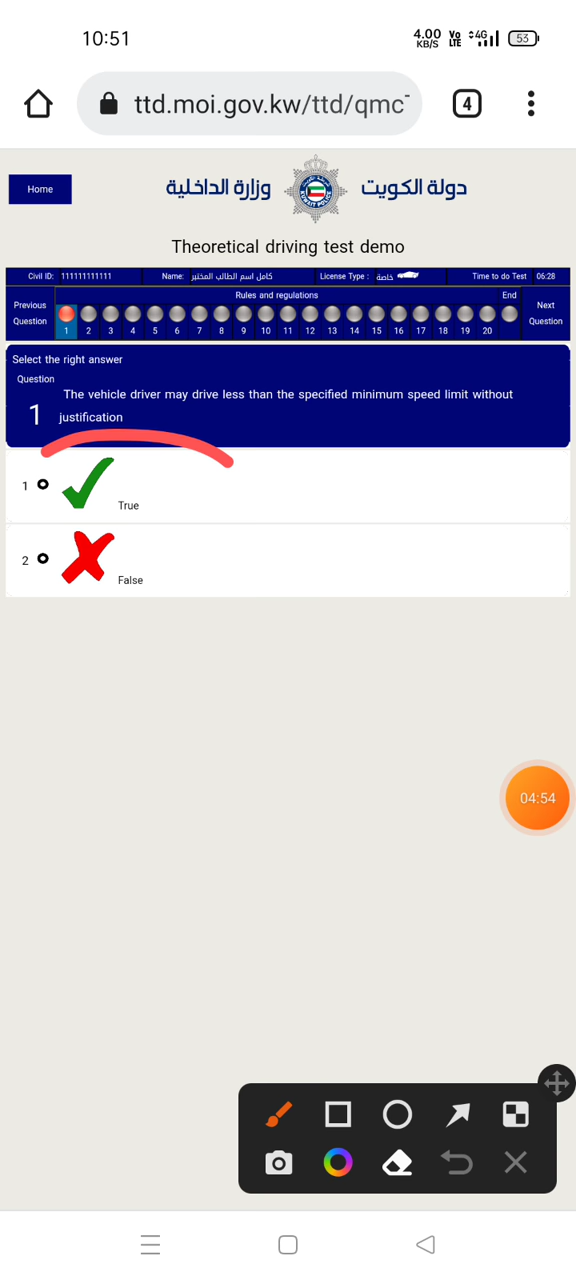 10:51
4.00 KB/S Vo LTE 4G 53
ttd.moi.gov.kw/ttd/qmc
4
Home
وزارة الداخلية
دولة الكويت
Theoretical driving test demo
Civil ID: 111111111111 Name: كامل اسم الطالب المختبر License Type : خاصة Time to do Test 06:28
Rules and regulations End
Previous Question
1 2 3 4 5 6 7 8 9 10 11 12 13 14 15 16 17 18 19 20
Next Question
Select the right answer
Question
1
The vehicle driver may drive less than the specified minimum speed limit without
justification
1 True
2 False
04:54